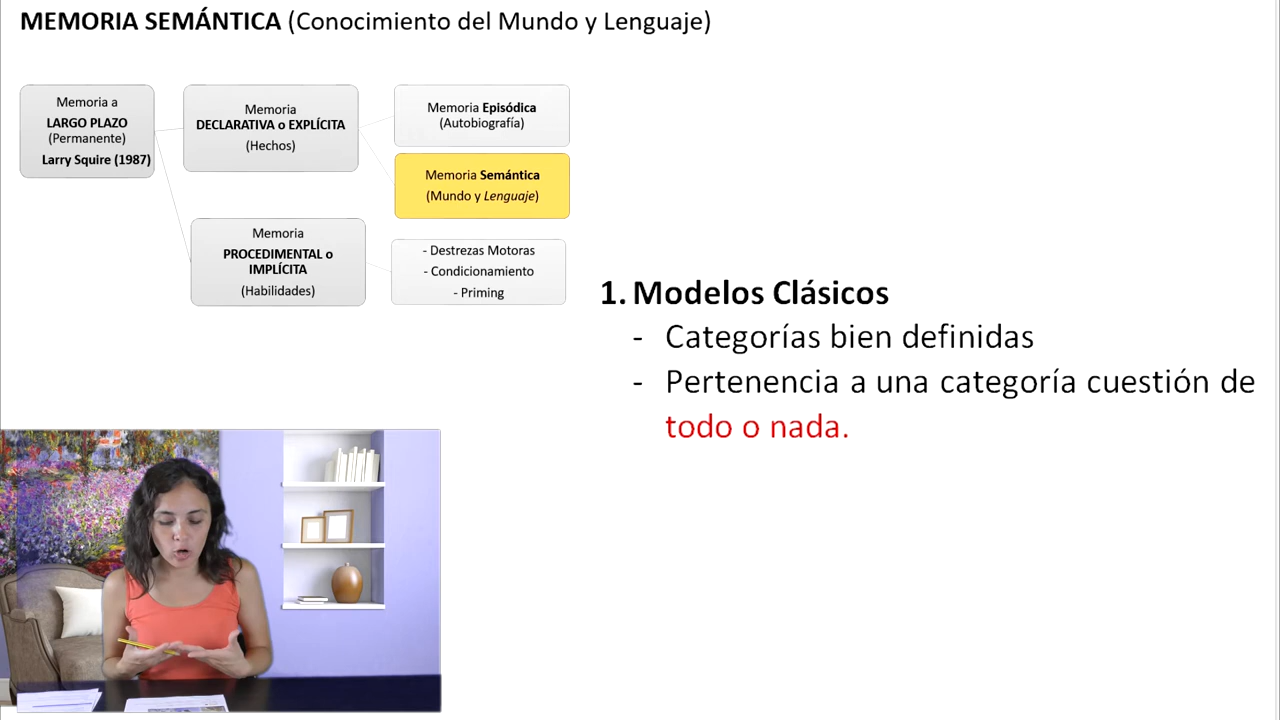 MEMORIA SEMÁNTICA (Conocimiento del Mundo y Lenguaje)
Memoria a
LARGO PLAZO
(Permanente)
Larry Squire (1987)
Memoria
DECLARATIVA o EXPLÍCITA
(Hechos)
Memoria Episódica
(Autobiografía)
Memoria Semántica
(Mundo y Lenguaje)
Memoria
PROCEDIMENTAL o
IMPLÍCITA
(Habilidades)
- Destrezas Motoras
- Condicionamiento
- Priming
1. Modelos Clásicos
- Categorías bien definidas
- Pertenencia a una categoría cuestión de
todo o nada.